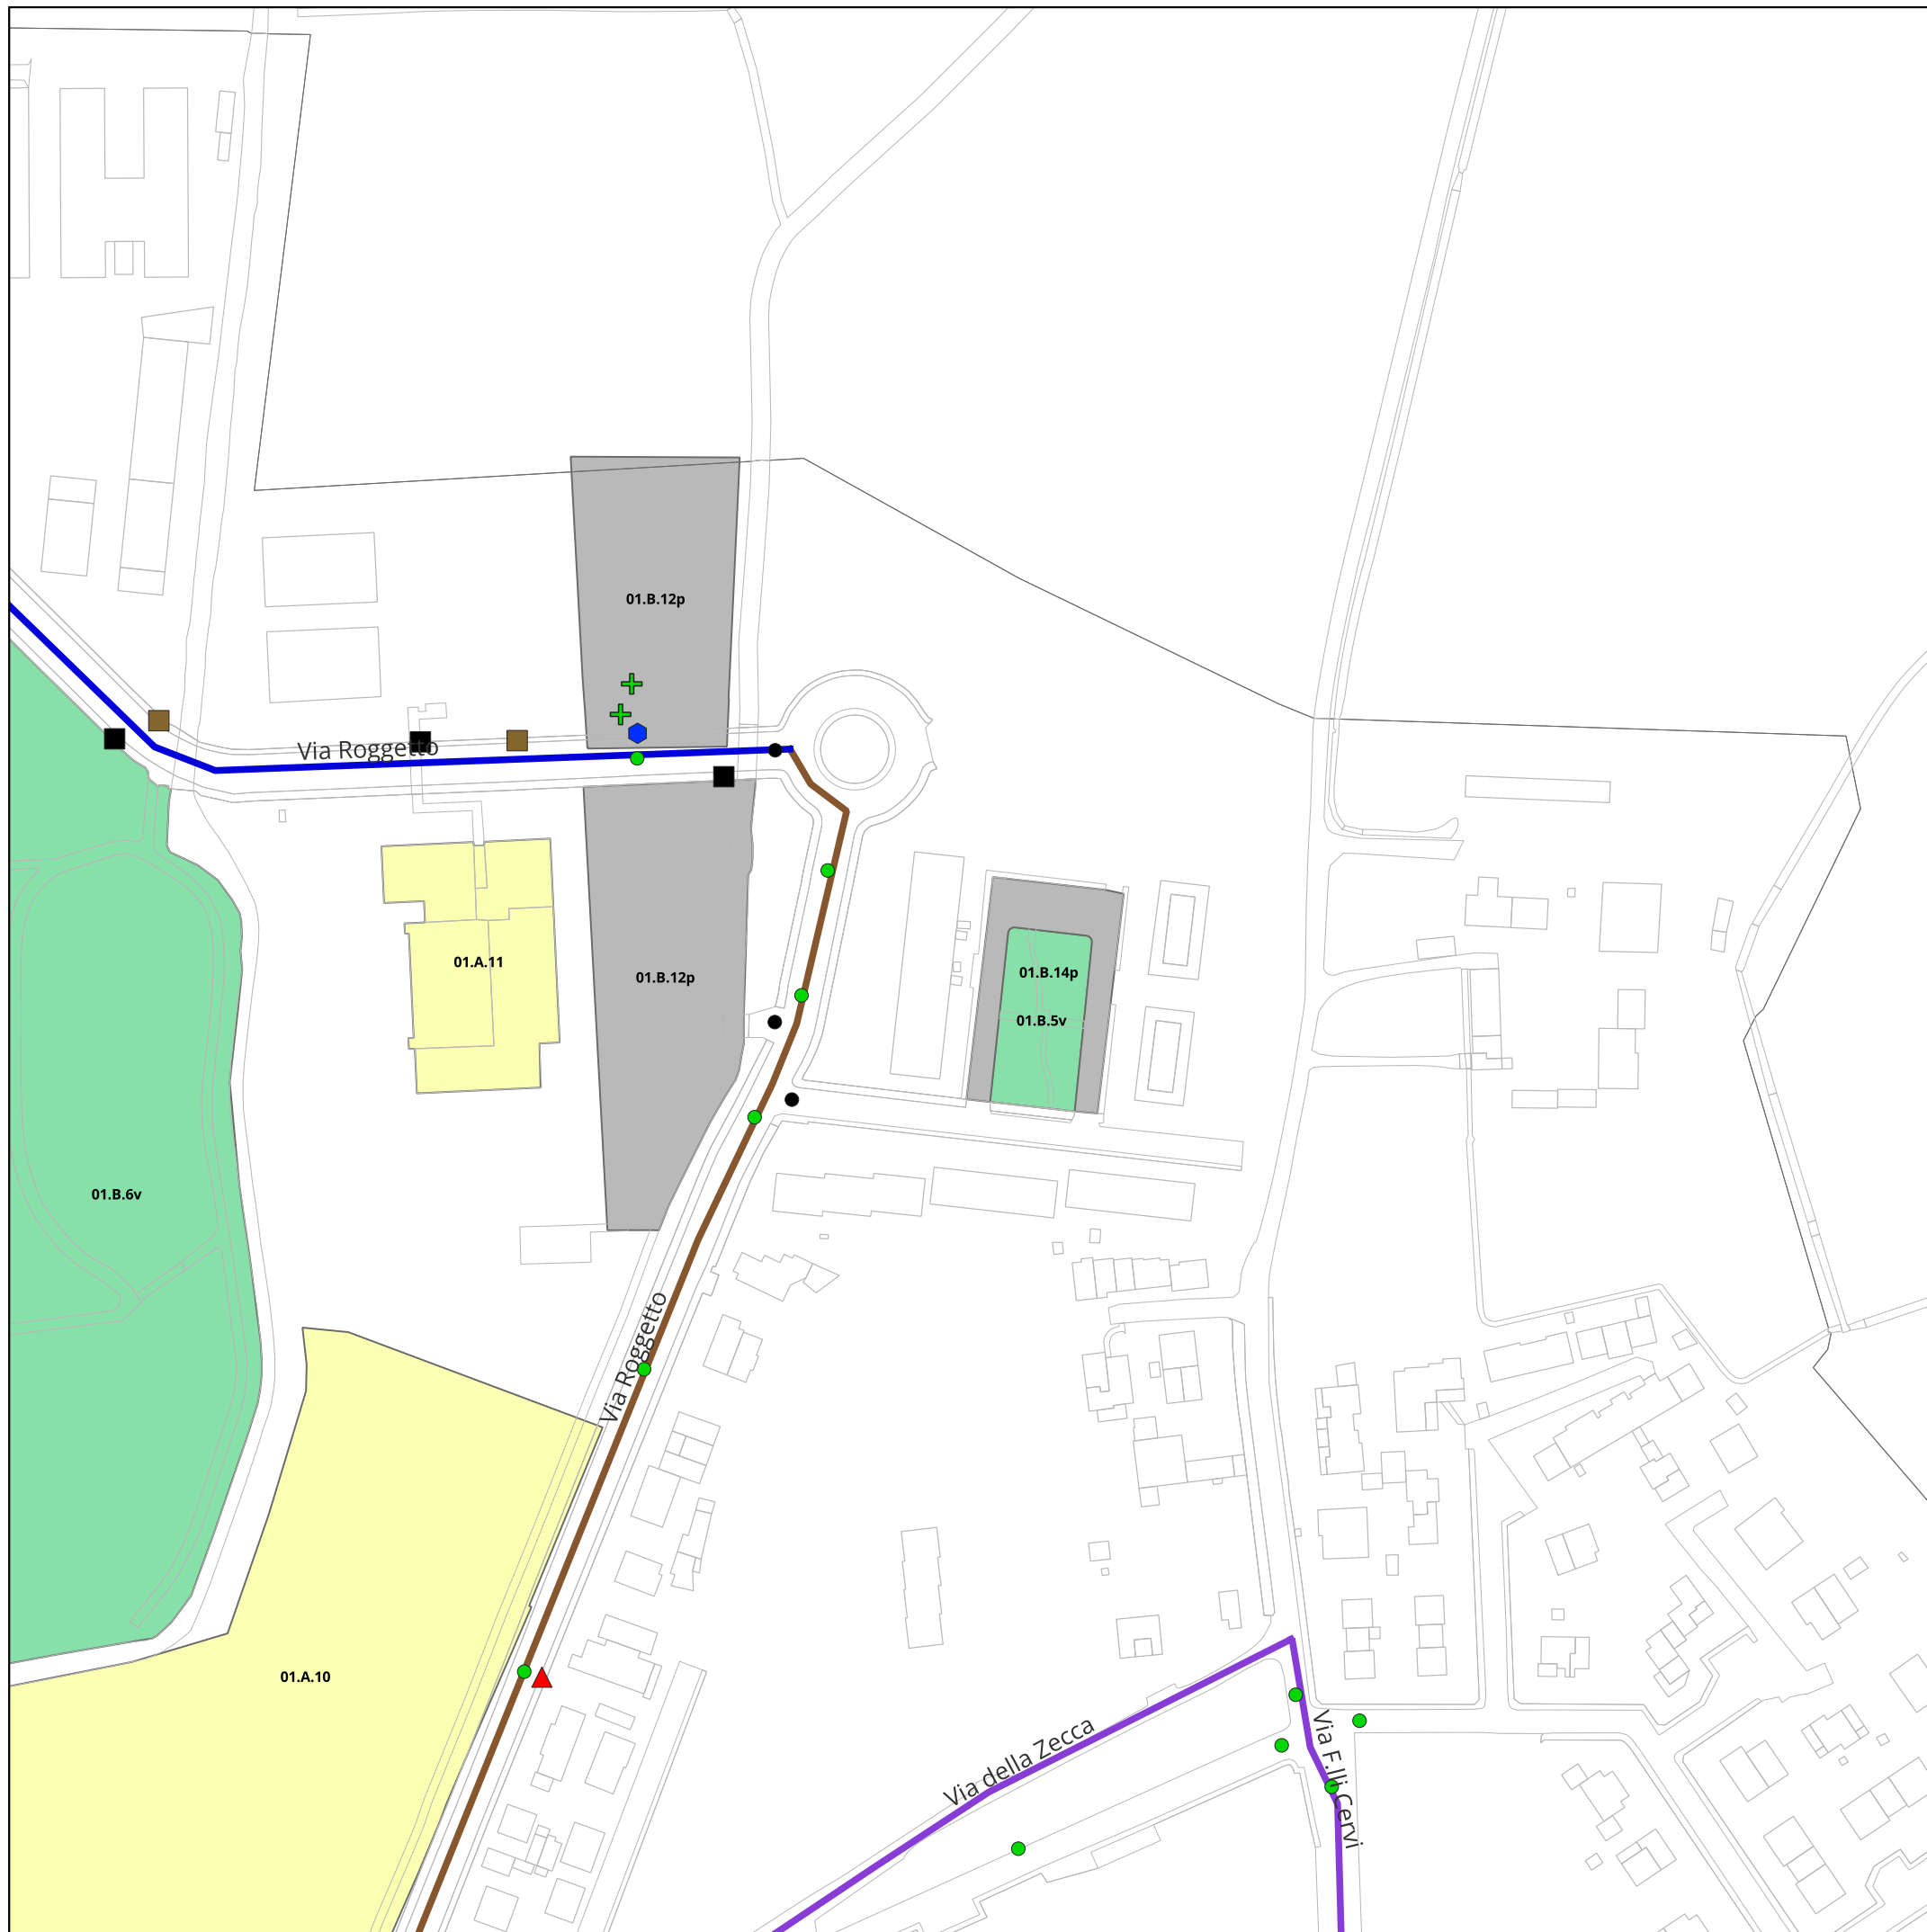 01.B.12p
Via Roggetto
01.A.11
01.B.12p
01.B.14p
01.B.5v
01.B.6v
Via Roggetto
01.A.10
Via della Zecca
Via F.lli Cervi